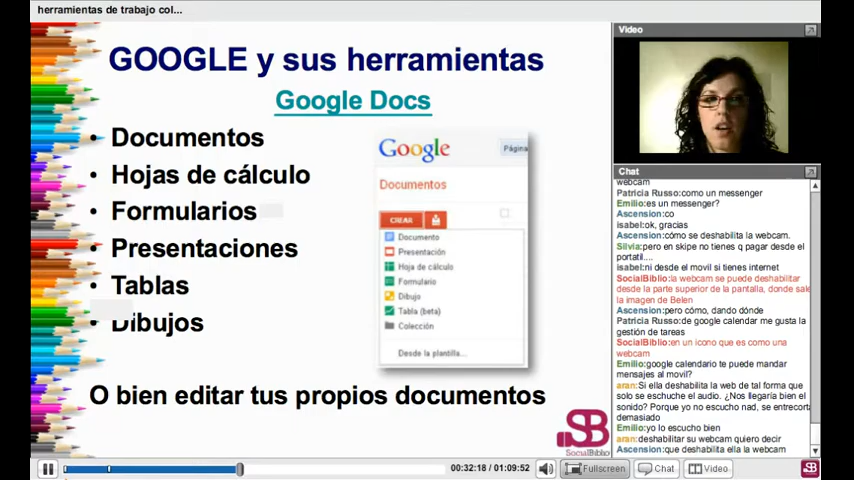 herramientas de trabajo col...
GOOGLE y sus herramientas
Google Docs
• Documentos
• Hojas de cálculo
• Formularios
• Presentaciones
• Tablas
• Dibujos
Google
Página
Documentos
CREAR
Documento
Presentación
Hoja de cálculo
Formulario
Dibujo
Tabla (beta)
Colección
Desde la plantilla...
O bien editar tus propios documentos
SB
SocialBiblio
Video
Chat
webcam
Patricia Russo:como un messenger
Emilio:es un messenger?
Ascension:co
isabel:ok, gracias
Ascension:cómo se deshabilita la webcam.
Silvia:pero en skipe no tienes q pagar desde el
portatil....
isabel:ni desde el movil si tienes internet
SocialBiblio:la webcam se puede deshabilitar
desde la parte superior de la pantalla, donde sale
la imagen de Belen
Ascension:pero cómo, dando dónde
Patricia Russo:de google calendar me gusta la
gestión de tareas
SocialBiblio:en un icono que es como una
webcam
Emilio:google calendario te puede mandar
mensajes al movil?
aran:Si ella deshabilita la web de tal forma que
solo se eschuche el audio. ¿Nos llegaría bien el
sonido? Porque yo no escucho nad, se entrecorta
demasiado
Emilio:yo lo escucho bien
aran:deshabilitar su webcam quiero decir
Ascension:que deshabilita ella la webcam
00:32:18 / 01:09:52
Fullscreen
Chat
Video
SB